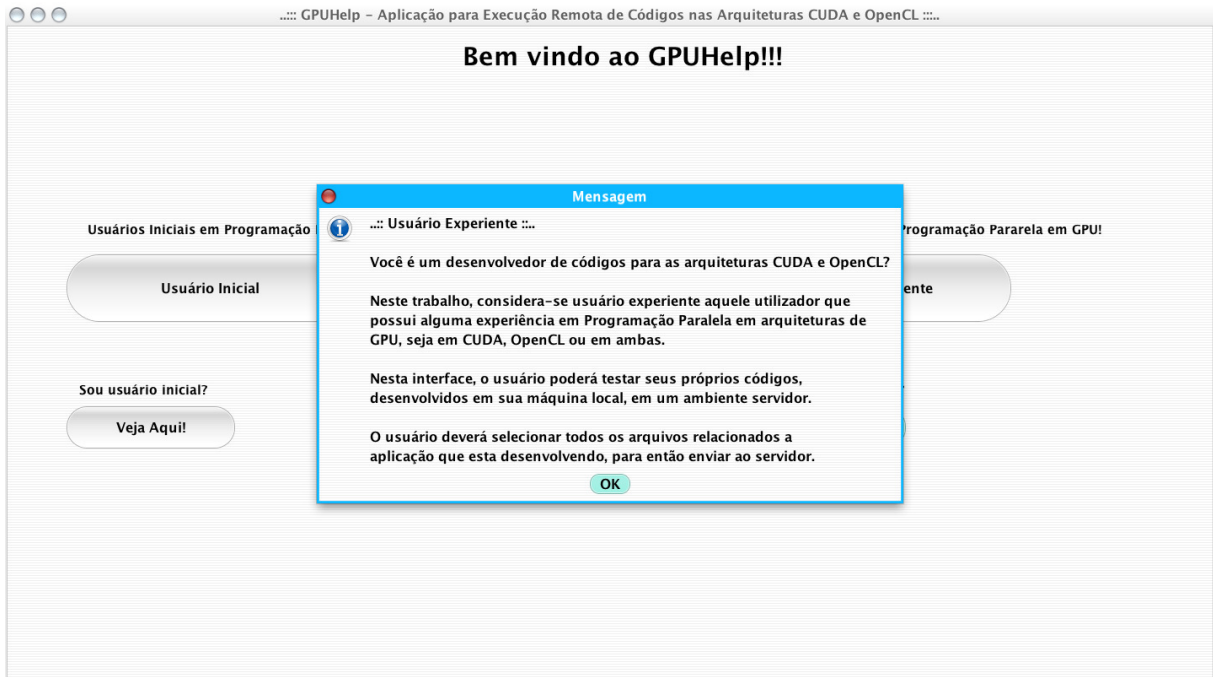 ..::: GPUHelp - Aplicação para Execução Remota de Códigos nas Arquiteturas CUDA e OpenCL :::..
Bem vindo ao GPUHelp!!!
Mensagem
..:: Usuário Experiente ::..
Você é um desenvolvedor de códigos para as arquiteturas CUDA e OpenCL?
Neste trabalho, considera-se usuário experiente aquele utilizador que
possui alguma experiência em Programação Paralela em arquiteturas de
GPU, seja em CUDA, OpenCL ou em ambas.
Nesta interface, o usuário poderá testar seus próprios códigos,
desenvolvidos em sua máquina local, em um ambiente servidor.
O usuário deverá selecionar todos os arquivos relacionados a
aplicação que esta desenvolvendo, para então enviar ao servidor.
OK
Usuários Iniciais em Programação
Programação Pararela em GPU!
Usuário Inicial
ente
Sou usuário inicial?
Veja Aqui!